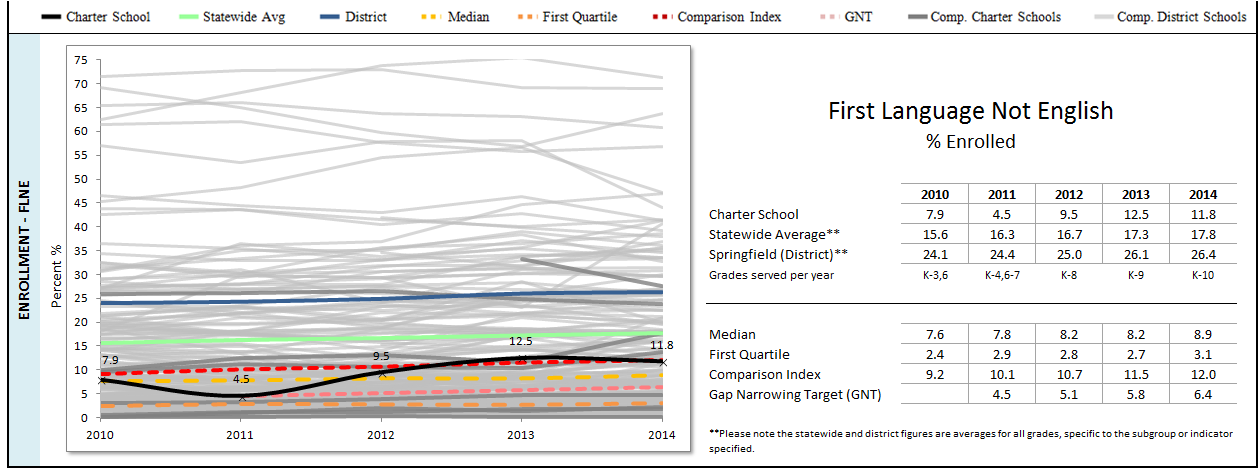 Charter School Statewide Avg District Median First Quartile Comparison Index GNT Comp. Charter Schools Comp. District Schools
ENROLLMENT - FLNE
Percent %
75
70
65
60
55
50
45
40
35
30
25
20
15
10
5
0
7.9 4.5 9.5 12.5 11.8
2010 2011 2012 2013 2014
First Language Not English
% Enrolled
2010 2011 2012 2013 2014
Charter School 7.9 4.5 9.5 12.5 11.8
Statewide Average** 15.6 16.3 16.7 17.3 17.8
Springfield (District)** 24.1 24.4 25.0 26.1 26.4
Grades served per year K-3,6 K-4,6-7 K-8 K-9 K-10
Median 7.6 7.8 8.2 8.2 8.9
First Quartile 2.4 2.9 2.8 2.7 3.1
Comparison Index 9.2 10.1 10.7 11.5 12.0
Gap Narrowing Target (GNT) 4.5 5.1 5.8 6.4
**Please note the statewide and district figures are averages for all grades, specific to the subgroup or indicator
specified.